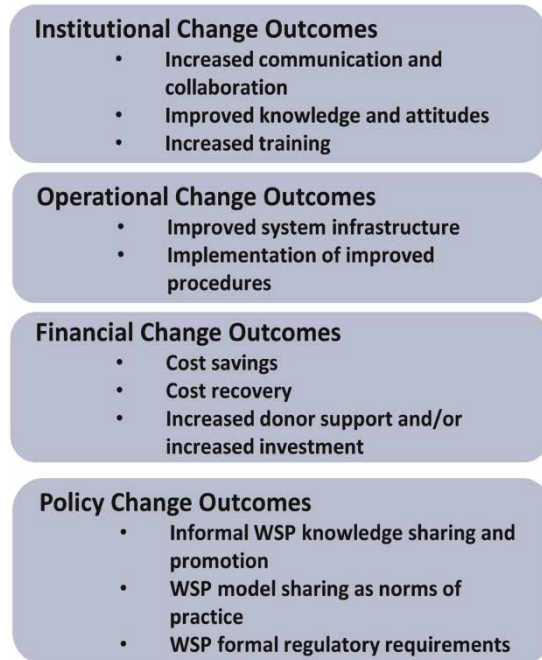 Institutional Change Outcomes
• Increased communication and
collaboration
• Improved knowledge and attitudes
• Increased training
Operational Change Outcomes
• Improved system infrastructure
• Implementation of improved
procedures
Financial Change Outcomes
• Cost savings
• Cost recovery
• Increased donor support and/or
increased investment
Policy Change Outcomes
• Informal WSP knowledge sharing and
promotion
• WSP model sharing as norms of
practice
• WSP formal regulatory requirements